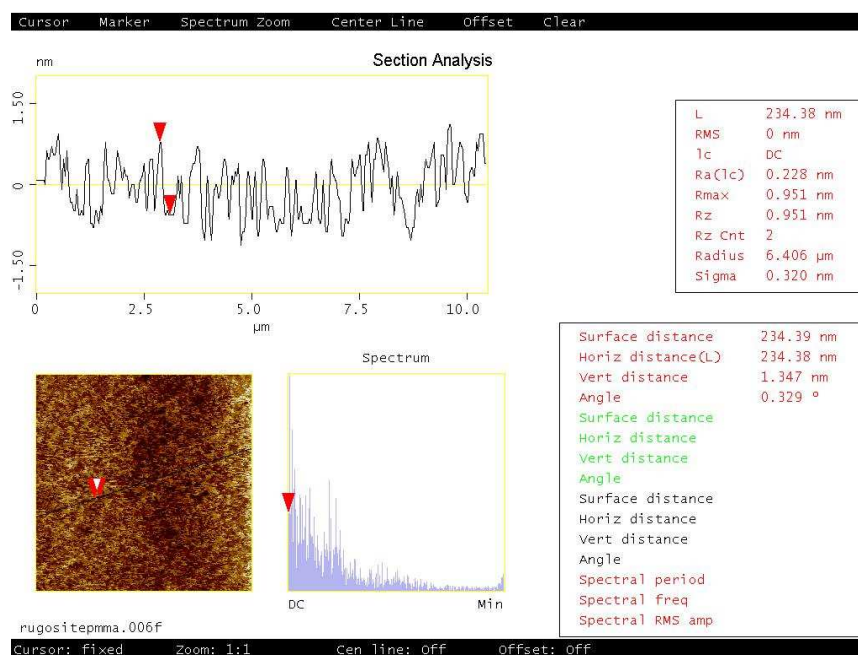 Cursor Marker Spectrum Zoom Center Line Offset Clear
nm Section Analysis
1.50
0
-1.50
0 2.5 5.0 7.5 10.0
µm
L 234.38 nm
RMS 0 nm
lc DC
Ra(lc) 0.228 nm
Rmax 0.951 nm
Rz 0.951 nm
Rz Cnt 2
Radius 6.406 µm
Sigma 0.320 nm
Surface distance 234.39 nm
Horiz distance(L) 234.38 nm
Vert distance 1.347 nm
Angle 0.329 °
Surface distance
Horiz distance
Vert distance
Angle
Surface distance
Horiz distance
Vert distance
Angle
Spectral period
Spectral freq
Spectral RMS amp
Spectrum
DC Min
rugositepmma.006f
Cursor: fixed Zoom: 1:1 Cen line: Off Offset: Off